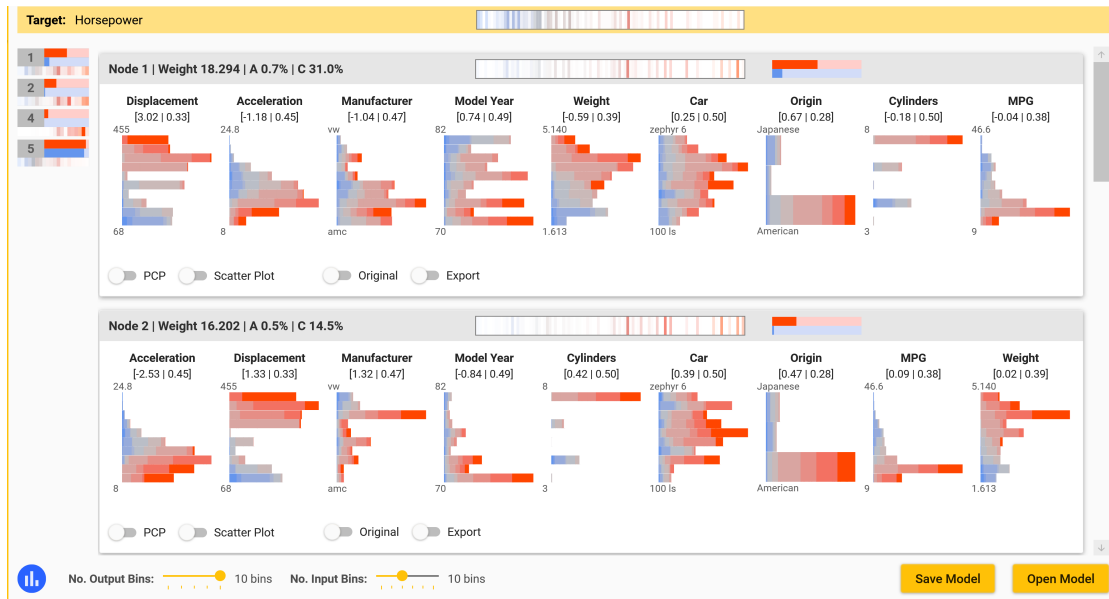 Target: Horsepower
1
2
4
5
Node 1 | Weight 18.294 | A 0.7% | C 31.0%
Displacement Acceleration Manufacturer Model Year Weight Car Origin Cylinders MPG
[3.02 | 0.33] [-1.18 | 0.45] [-1.04 | 0.47] [0.74 | 0.49] [-0.59 | 0.39] [0.25 | 0.50] [0.67 | 0.28] [-0.18 | 0.50] [-0.04 | 0.38]
455 24.8 vw 82 5.140 zephyr 6 Japanese 8 46.6
68 8 amc 70 1.613 100 ls American 3 9
PCP Scatter Plot Original Export
Node 2 | Weight 16.202 | A 0.5% | C 14.5%
Acceleration Displacement Manufacturer Model Year Cylinders Car Origin MPG Weight
[-2.53 | 0.45] [1.33 | 0.33] [1.32 | 0.47] [-0.84 | 0.49] [0.42 | 0.50] [0.39 | 0.50] [0.47 | 0.28] [0.09 | 0.38] [0.02 | 0.39]
24.8 455 vw 82 8 zephyr 6 Japanese 46.6 5.140
8 68 amc 70 3 100 ls American 9 1.613
PCP Scatter Plot Original Export
No. Output Bins: 10 bins No. Input Bins: 10 bins Save Model Open Model